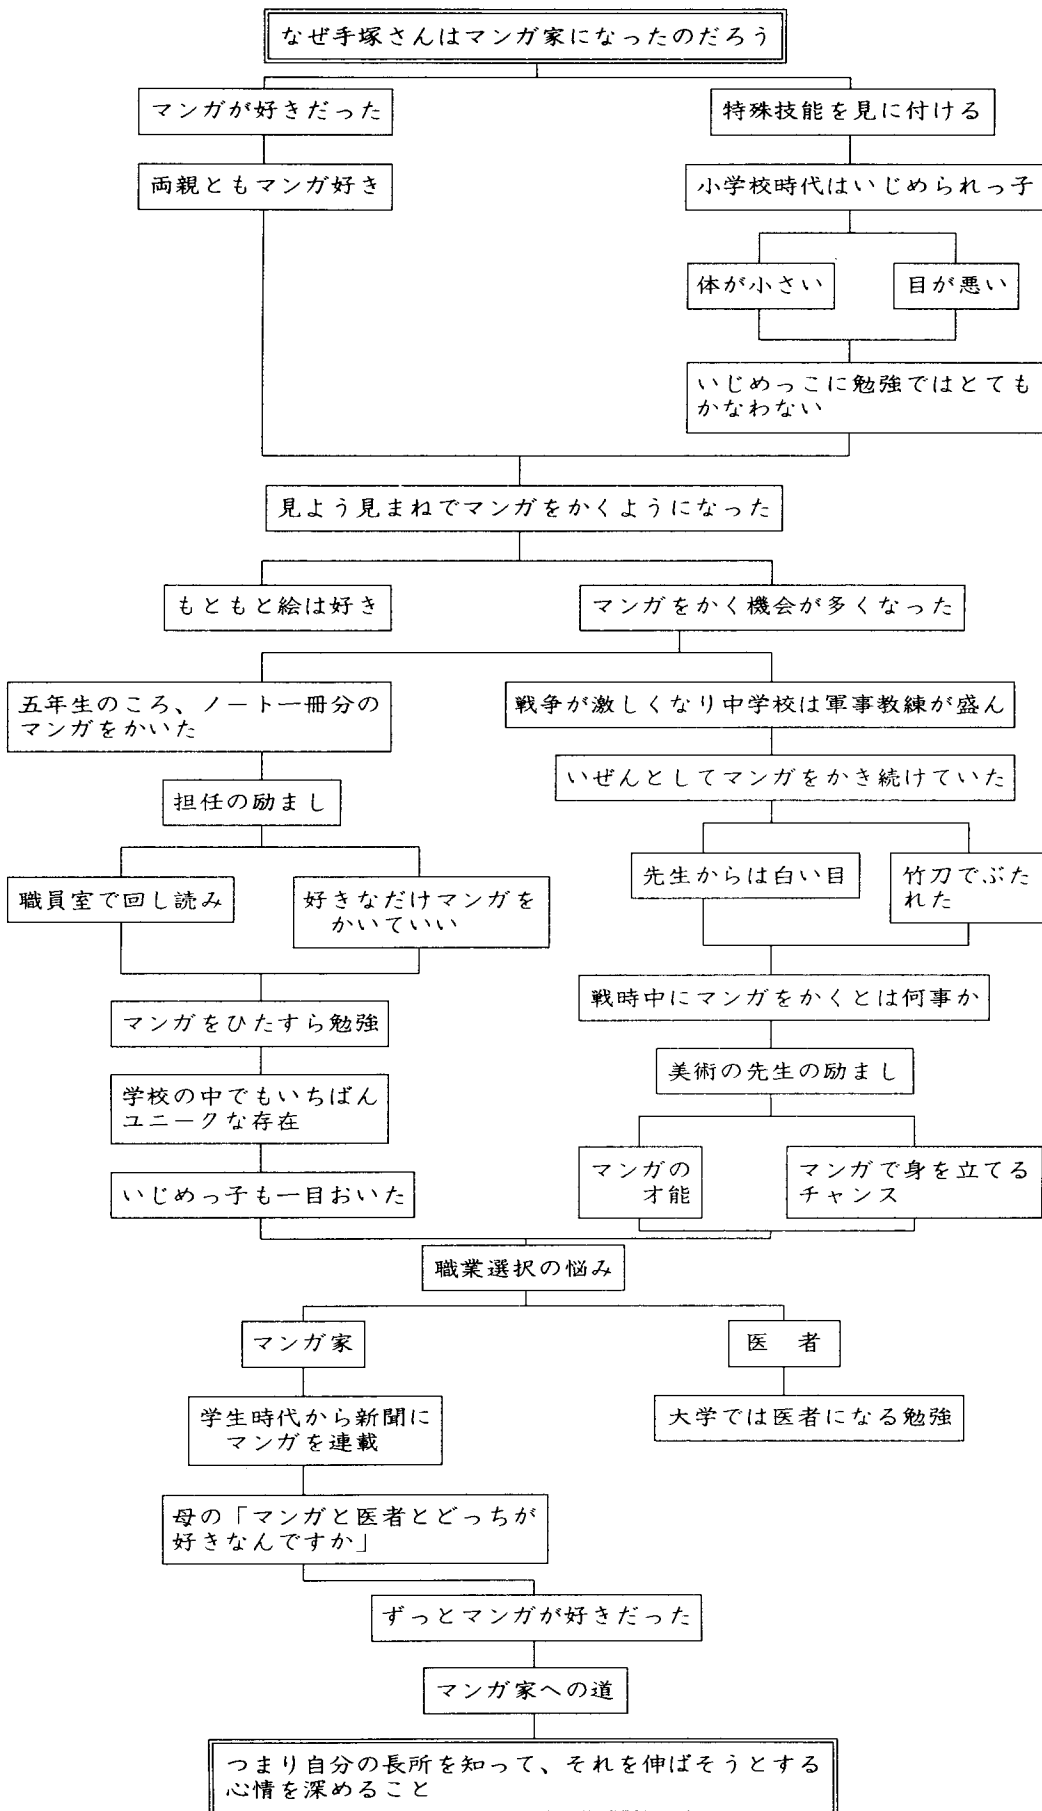 なぜ手塚さんはマンガ家になったのだろう
マンガが好きだった
特殊技能を見に付ける
両親ともマンガ好き
小学校時代はいじめられっ子
体が小さい
目が悪い
いじめっこに勉強ではとても
かなわない
見よう見まねでマンガをかくようになった
もともと絵は好き
マンガをかく機会が多くなった
五年生のころ、ノート一冊分の
マンガをかいた
戦争が激しくなり中学校は軍事教練が盛ん
いぜんとしてマンガをかき続けていた
担任の励まし
職員室で回し読み
好きなだけマンガを
かいていい
先生からは白い目
竹刀でぶた
れた
戦時中にマンガをかくとは何事か
マンガをひたすら勉強
美術の先生の励まし
学校の中でもいちばん
ユニークな存在
マンガの
才能
マンガで身を立てる
チャンス
いじめっ子も一目おいた
職業選択の悩み
マンガ家
医 者
学生時代から新聞に
マンガを連載
大学では医者になる勉強
母の「マンガと医者とどっちが
好きなんですか」
ずっとマンガが好きだった
マンガ家への道
つまり自分の長所を知って、それを伸ばそうとする
心情を深めること